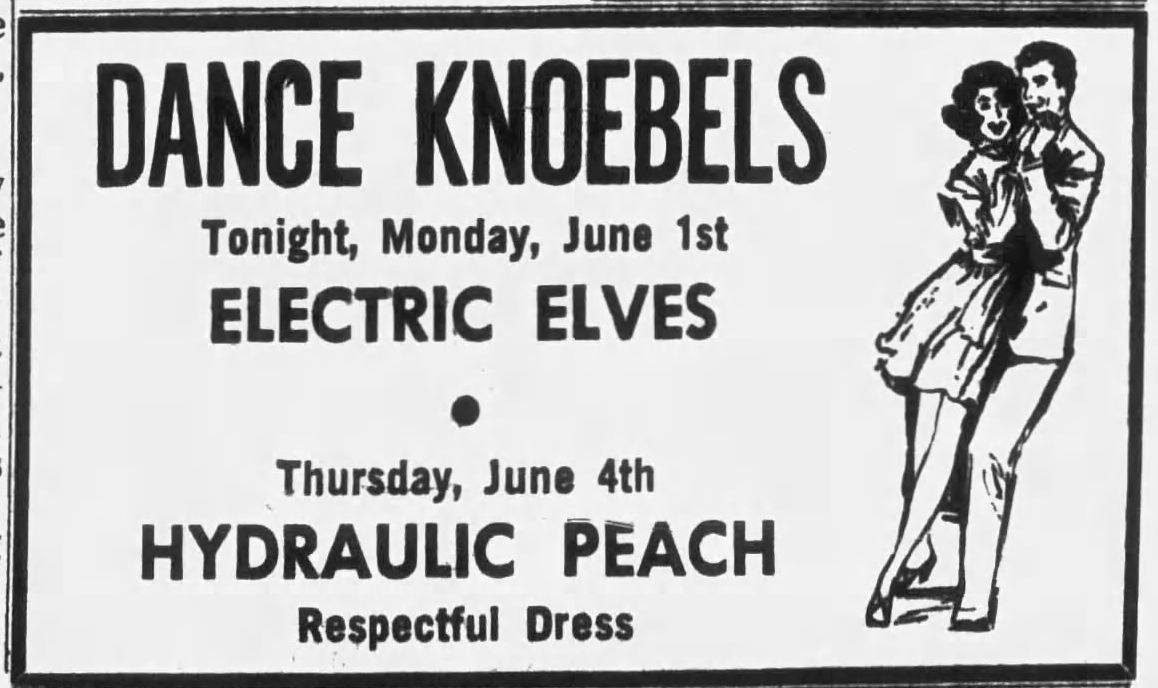 DANCE KNOEBELS
Tonight, Monday, June 1st
ELECTRIC ELVES
Thursday, June 4th
HYDRAULIC PEACH
Respectful Dress